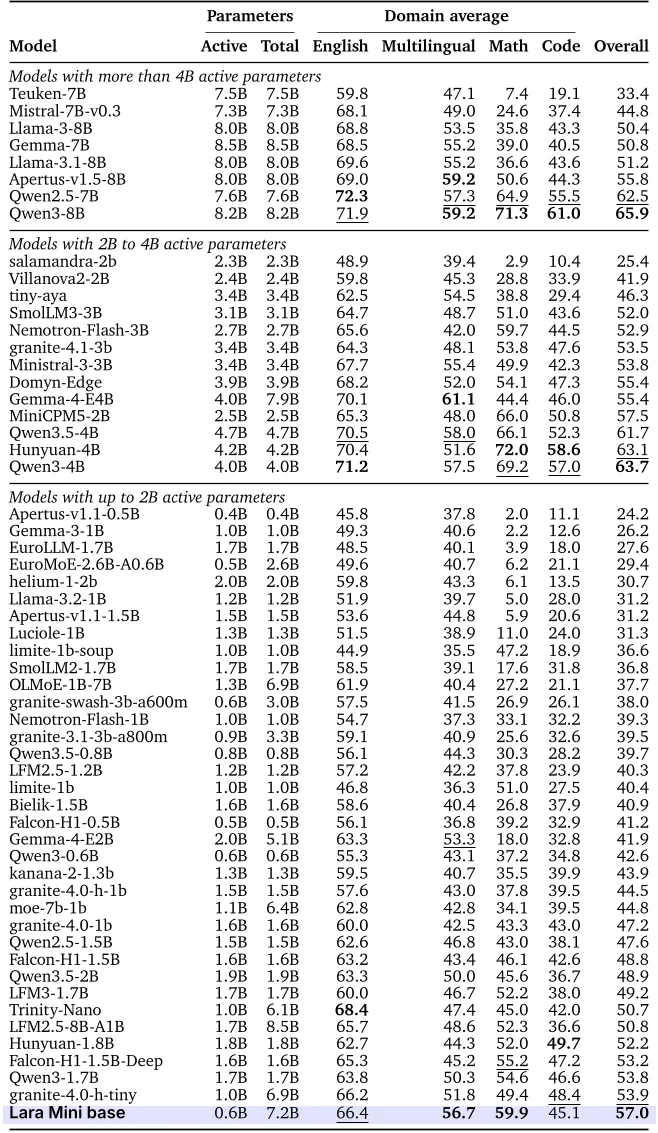 Parameters Domain average
Model Active Total English Multilingual Math Code Overall
Models with more than 4B active parameters
Teuken-7B 7.5B 7.5B 59.8 47.1 7.4 19.1 33.4
Mistral-7B-v0.3 7.3B 7.3B 68.1 49.0 24.6 37.4 44.8
Llama-3-8B 8.0B 8.0B 68.8 53.5 35.8 43.3 50.4
Gemma-7B 8.5B 8.5B 68.5 55.2 39.0 40.5 50.8
Llama-3.1-8B 8.0B 8.0B 69.6 55.2 36.6 43.6 51.2
Apertus-v1.5-8B 8.0B 8.0B 69.0 59.2 50.6 44.3 55.8
Qwen2.5-7B 7.6B 7.6B 72.3 57.3 64.9 55.5 62.5
Qwen3-8B 8.2B 8.2B 71.9 59.2 71.3 61.0 65.9
Models with 2B to 4B active parameters
salamandra-2b 2.3B 2.3B 48.9 39.4 2.9 10.4 25.4
Villanova2-2B 2.4B 2.4B 59.8 45.3 28.8 33.9 41.9
tiny-aya 3.4B 3.4B 62.5 54.5 38.8 29.4 46.3
SmolLM3-3B 3.1B 3.1B 64.7 48.7 51.0 43.6 52.0
Nemotron-Flash-3B 2.7B 2.7B 65.6 42.0 59.7 44.5 52.9
granite-4.1-3b 3.4B 3.4B 64.3 48.1 53.8 47.6 53.5
Ministral-3-3B 3.4B 3.4B 67.7 55.4 49.9 42.3 53.8
Domyn-Edge 3.9B 3.9B 68.2 52.0 54.1 47.3 55.4
Gemma-4-E4B 4.0B 7.9B 70.1 61.1 44.4 46.0 55.4
MiniCPM5-2B 2.5B 2.5B 65.3 48.0 66.0 50.8 57.5
Qwen3.5-4B 4.7B 4.7B 70.5 58.0 66.1 52.3 61.7
Hunyuan-4B 4.2B 4.2B 70.4 51.6 72.0 58.6 63.1
Qwen3-4B 4.0B 4.0B 71.2 57.5 69.2 57.0 63.7
Models with up to 2B active parameters
Apertus-v1.1-0.5B 0.4B 0.4B 45.8 37.8 2.0 11.1 24.2
Gemma-3-1B 1.0B 1.0B 49.3 40.6 2.2 12.6 26.2
EuroLLM-1.7B 1.7B 1.7B 48.5 40.1 3.9 18.0 27.6
EuroMoE-2.6B-A0.6B 0.5B 2.6B 49.6 40.7 6.2 21.1 29.4
helium-1-2b 2.0B 2.0B 59.8 43.3 6.1 13.5 30.7
Llama-3.2-1B 1.2B 1.2B 51.9 39.7 5.0 28.0 31.2
Apertus-v1.1-1.5B 1.5B 1.5B 53.6 44.8 5.9 20.6 31.2
Luciole-1B 1.3B 1.3B 51.5 38.9 11.0 24.0 31.3
limite-1b-soup 1.0B 1.0B 44.9 35.5 47.2 18.9 36.6
SmolLM2-1.7B 1.7B 1.7B 58.5 39.1 17.6 31.8 36.8
OLMoE-1B-7B 1.3B 6.9B 61.9 40.4 27.2 21.1 37.7
granite-swash-3b-a600m 0.6B 3.0B 57.5 41.5 26.9 26.1 38.0
Nemotron-Flash-1B 1.0B 1.0B 54.7 37.3 33.1 32.2 39.3
granite-3.1-3b-a800m 0.9B 3.3B 59.1 40.9 25.6 32.6 39.5
Qwen3.5-0.8B 0.8B 0.8B 56.1 44.3 30.3 28.2 39.7
LFM2.5-1.2B 1.2B 1.2B 57.2 42.2 37.8 23.9 40.3
limite-1b 1.0B 1.0B 46.8 36.3 51.0 27.5 40.4
Bielik-1.5B 1.6B 1.6B 58.6 40.4 26.8 37.9 40.9
Falcon-H1-0.5B 0.5B 0.5B 56.1 36.8 39.2 32.9 41.2
Gemma-4-E2B 2.0B 5.1B 63.3 53.3 18.0 32.8 41.9
Qwen3-0.6B 0.6B 0.6B 55.3 43.1 37.2 34.8 42.6
kanana-2-1.3b 1.3B 1.3B 59.5 40.7 35.5 39.9 43.9
granite-4.0-h-1b 1.5B 1.5B 57.6 43.0 37.8 39.5 44.5
moe-7b-1b 1.1B 6.4B 62.8 42.8 34.1 39.5 44.8
granite-4.0-1b 1.6B 1.6B 60.0 42.5 43.3 43.0 47.2
Qwen2.5-1.5B 1.5B 1.5B 62.6 46.8 43.0 38.1 47.6
Falcon-H1-1.5B 1.6B 1.6B 63.2 43.4 46.1 42.6 48.8
Qwen3.5-2B 1.9B 1.9B 63.3 50.0 45.6 36.7 48.9
LFM3-1.7B 1.7B 1.7B 60.0 46.7 52.2 38.0 49.2
Trinity-Nano 1.0B 6.1B 68.4 47.4 45.0 42.0 50.7
LFM2.5-8B-A1B 1.7B 8.5B 65.7 48.6 52.3 36.6 50.8
Hunyuan-1.8B 1.8B 1.8B 62.7 44.3 52.0 49.7 52.2
Falcon-H1-1.5B-Deep 1.6B 1.6B 65.3 45.2 55.2 47.2 53.2
Qwen3-1.7B 1.7B 1.7B 63.8 50.3 54.6 46.6 53.8
granite-4.0-h-tiny 1.0B 6.9B 66.2 51.8 49.4 48.4 53.9
Lara Mini base 0.6B 7.2B 66.4 56.7 59.9 45.1 57.0